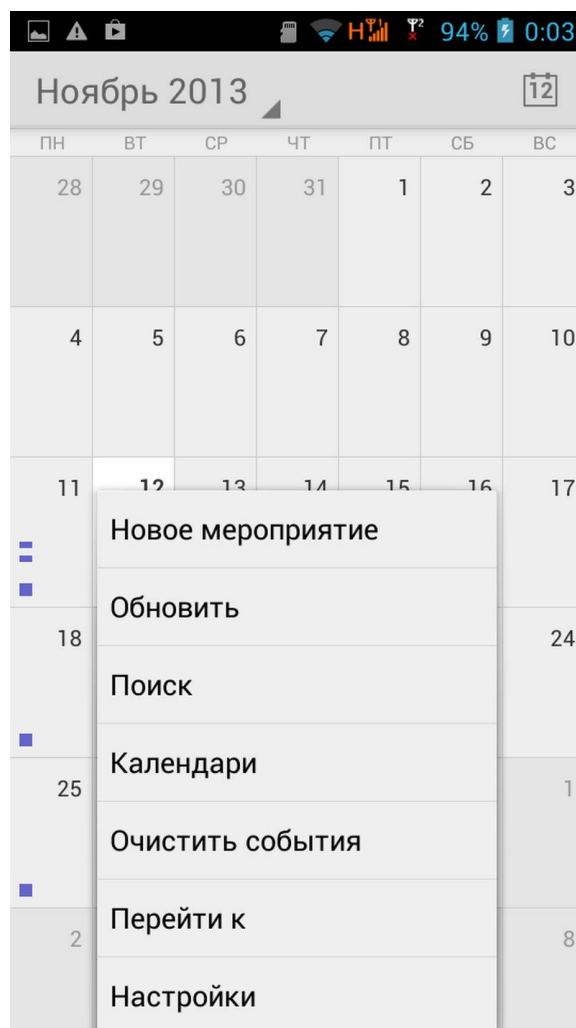 H 94% 0:03
Ноябрь 2013 12
ПН ВТ СР ЧТ ПТ СБ ВС
28 29 30 31 1 2 3
4 5 6 7 8 9 10
11 12 13 14 15 16 17
Новое мероприятие
Обновить
18 24
Поиск
Календари
25 1
Очистить события
Перейти к
2 8
Настройки